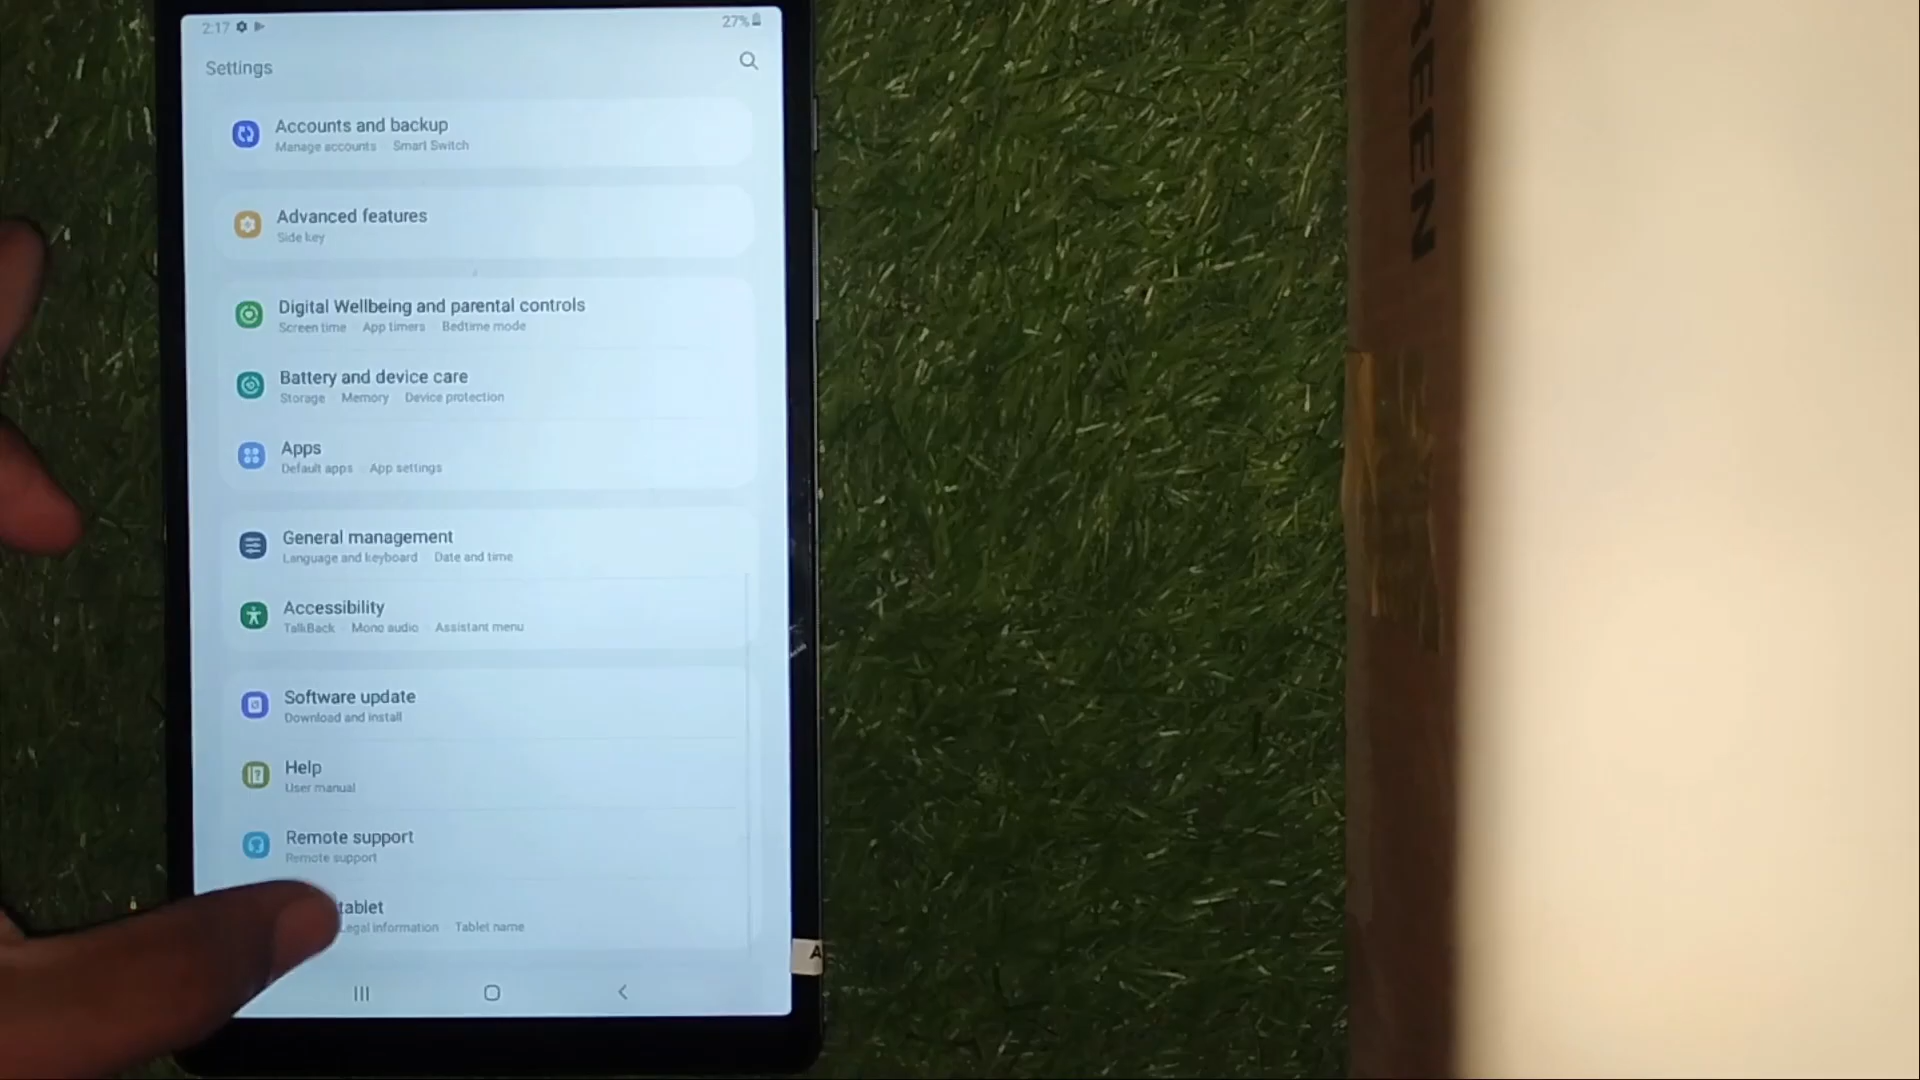 2:17
27%
Settings
Accounts and backup
Manage accounts Smart Switch
Advanced features
Side key
Digital Wellbeing and parental controls
Screen time App timers Bedtime mode
Battery and device care
Storage Memory Device protection
Apps
Default apps App settings
General management
Language and keyboard Date and time
Accessibility
TalkBack Mono audio Assistant menu
Software update
Download and install
Help
User manual
Remote support
Remote support
tablet
Legal information Tablet name
A
REEN